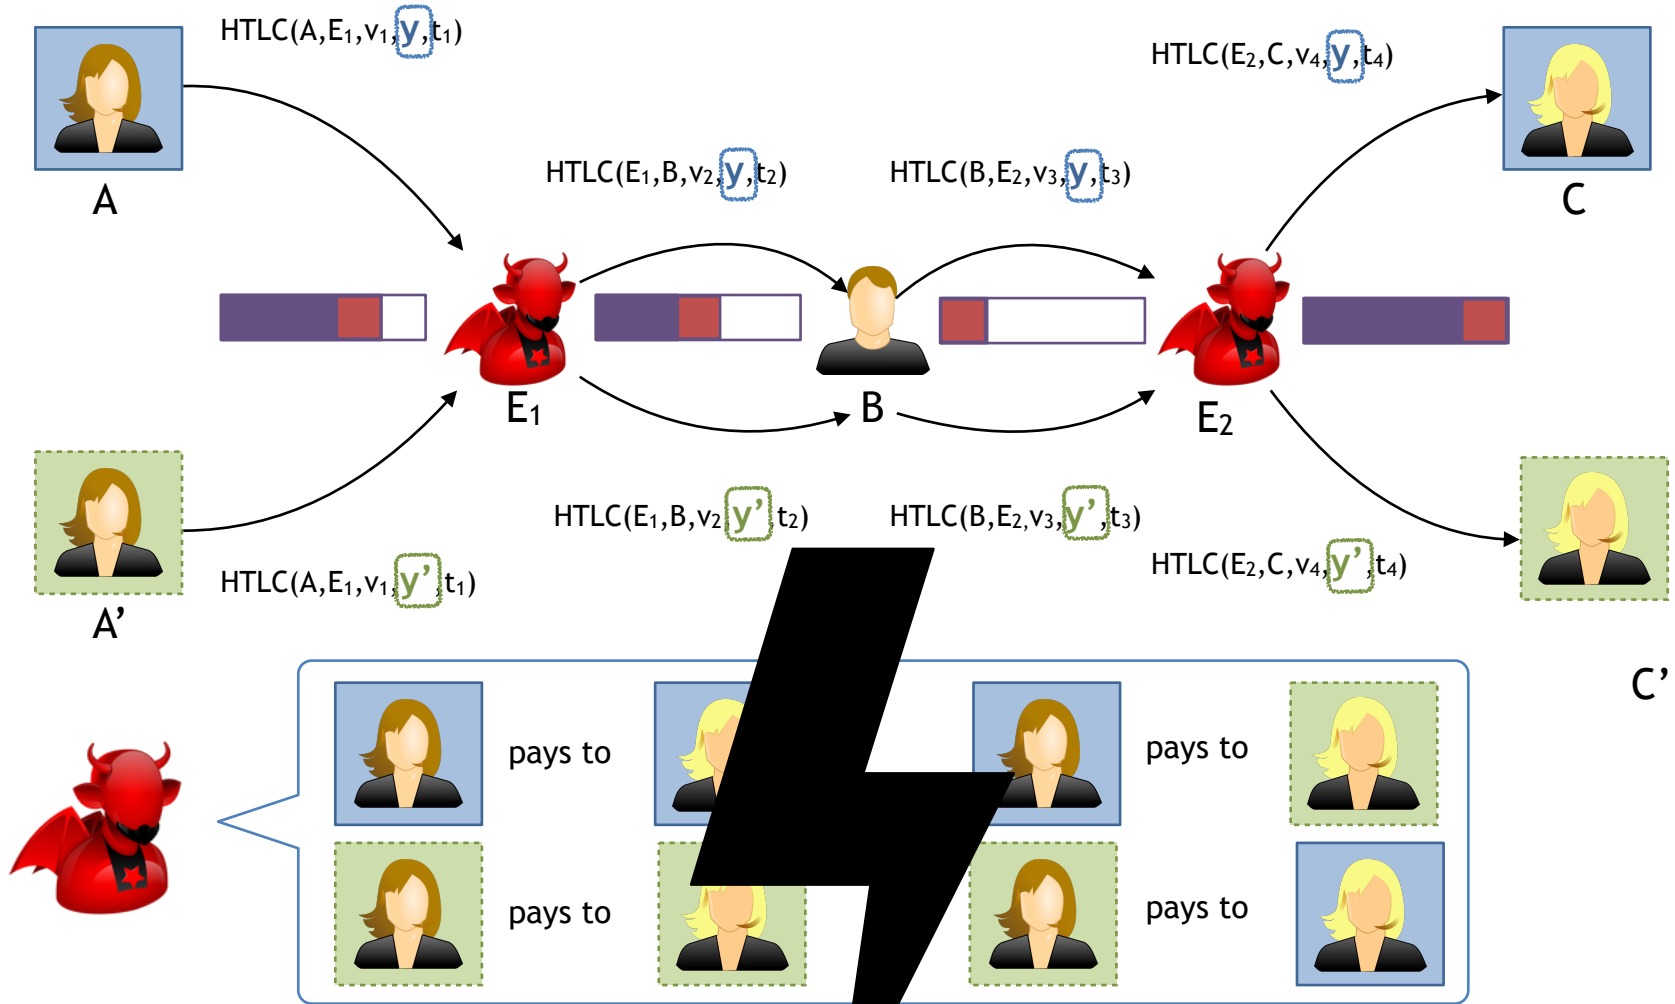 HTLC(A,E₁,v₁,y,t₁)
HTLC(E₂,C,v₄,y,t₄)
HTLC(E₁,B,v₂,y,t₂)
HTLC(B,E₂,v₃,y,t₃)
A
C
E₁
B
E₂
HTLC(E₁,B,v₂,y’,t₂)
HTLC(B,E₂,v₃,y’,t₃)
HTLC(A,E₁,v₁,y’,t₁)
HTLC(E₂,C,v₄,y’,t₄)
A’
C’
pays to
pays to
pays to
pays to